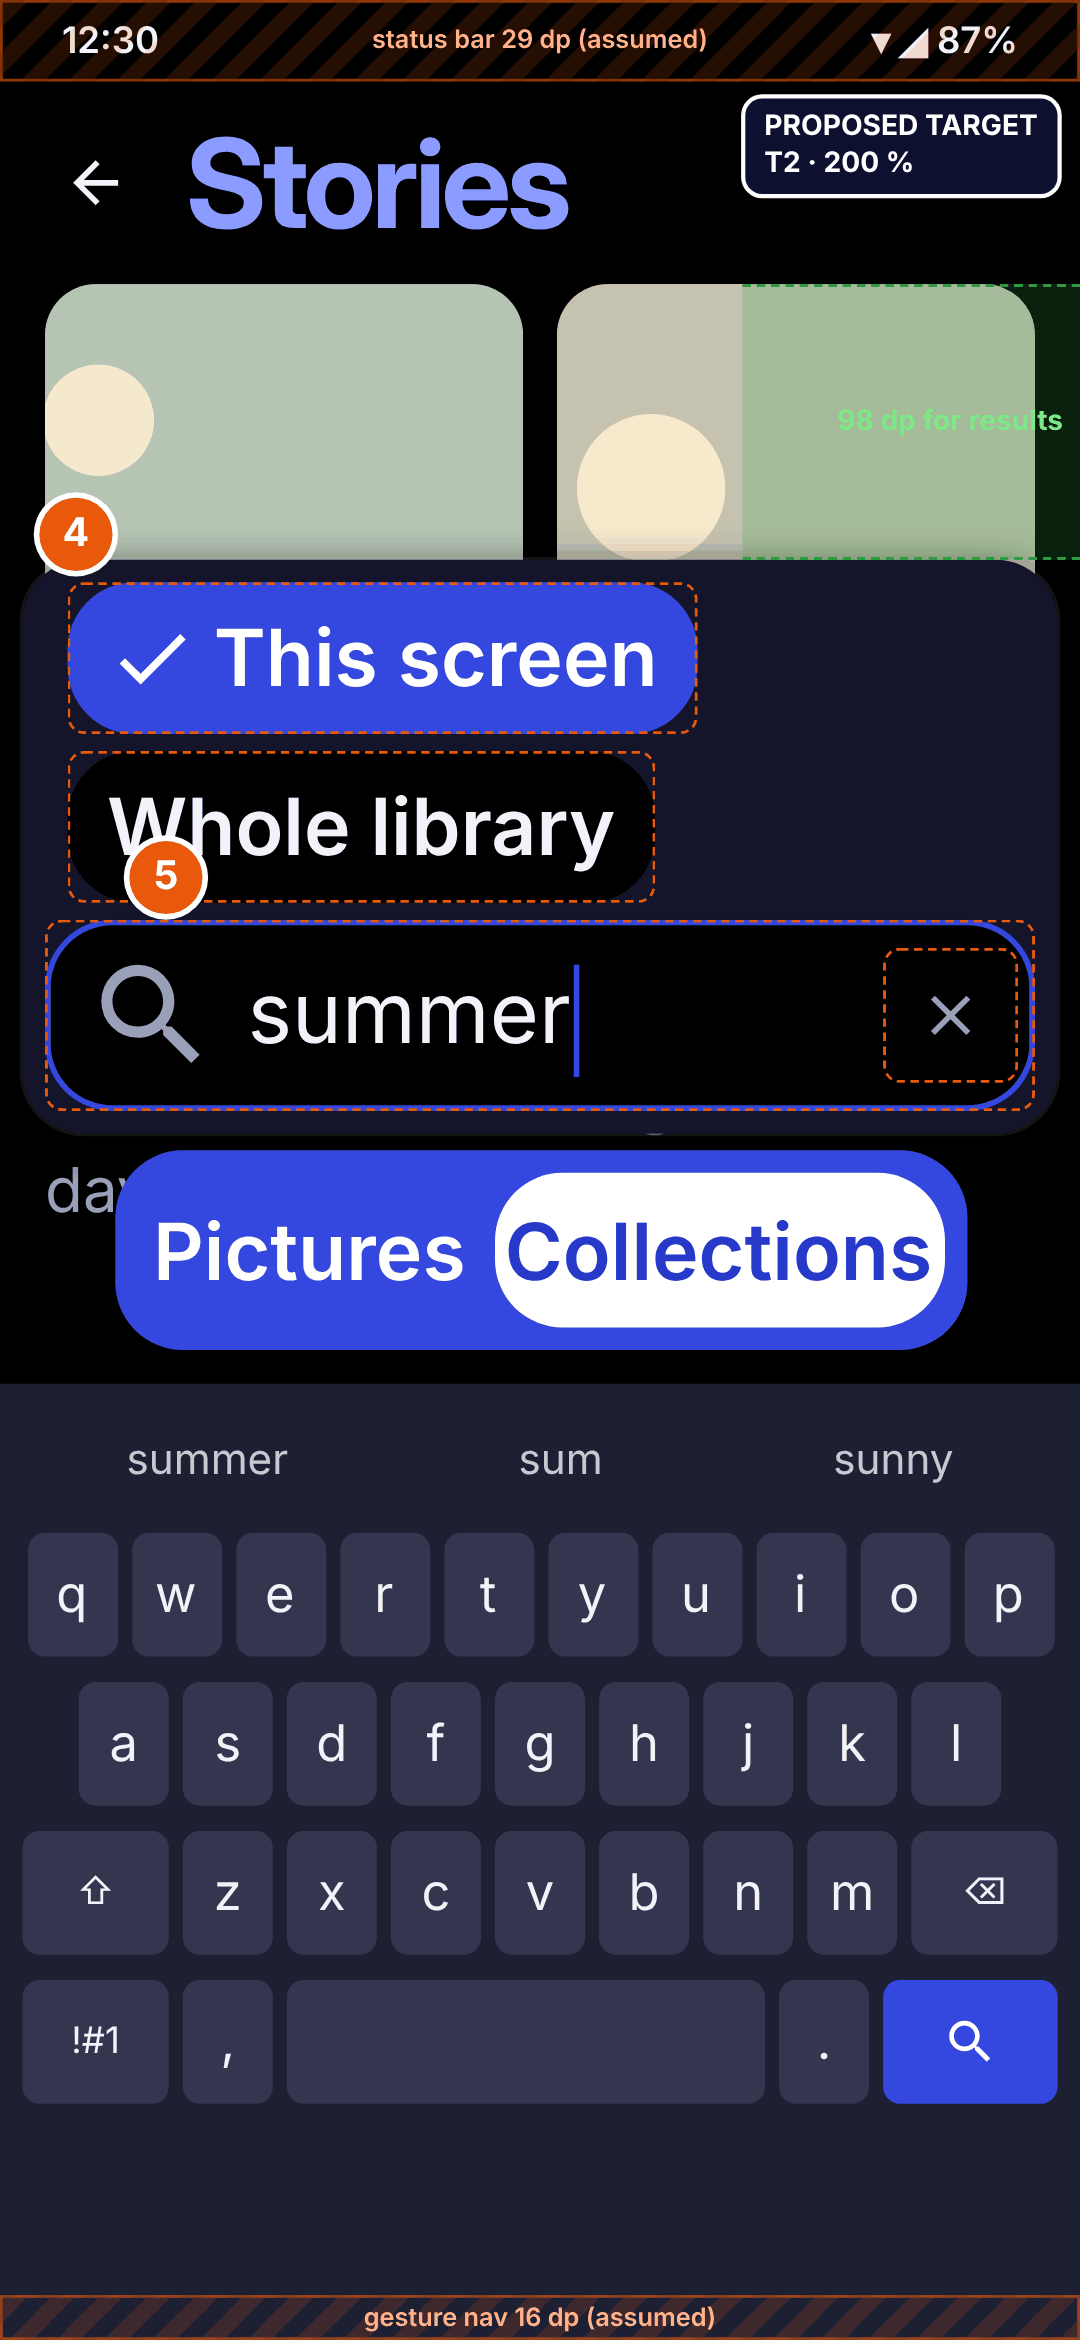 12:30
status bar 29 dp (assumed)
87%
PROPOSED TARGET
T2 · 200 %
Stories
98 dp for results
4
This screen
Whole library
5
summer
Pictures Collections
summer sum sunny
q w e r t y u i o p
a s d f g h j k l
z x c v b n m
!#1 , .
gesture nav 16 dp (assumed)